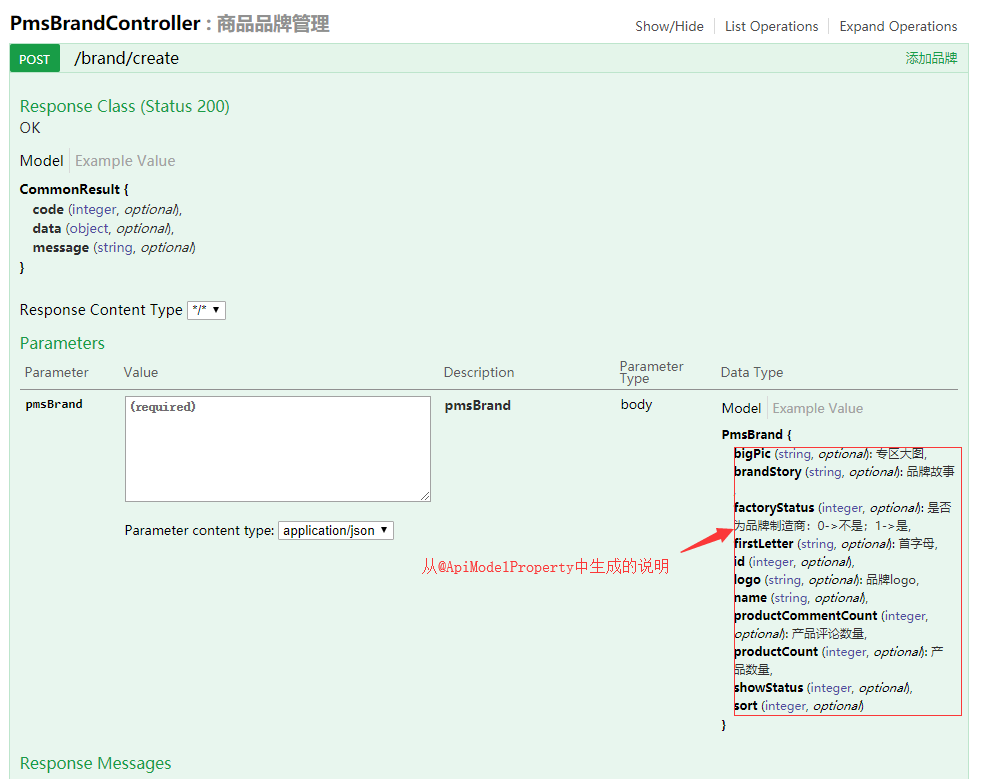 PmsBrandController : 商品品牌管理
Show/Hide List Operations Expand Operations
POST /brand/create 添加品牌
Response Class (Status 200)
OK
Model Example Value
CommonResult {
code (integer, optional),
data (object, optional),
message (string, optional)
}
Response Content Type */*
Parameters
Parameter Value Description Parameter Type Data Type
pmsBrand (required) pmsBrand body Model Example Value
PmsBrand {
bigPic (string, optional): 专区大图,
brandStory (string, optional): 品牌故事
factoryStatus (integer, optional): 是否
为品牌制造商：0->不是；1->是,
firstLetter (string, optional): 首字母,
id (integer, optional),
logo (string, optional): 品牌logo,
name (string, optional),
productCommentCount (integer,
optional): 产品评论数量,
productCount (integer, optional): 产
品数量,
showStatus (integer, optional),
sort (integer, optional)
}
Parameter content type: application/json
从@ApiModelProperty中生成的说明
Response Messages